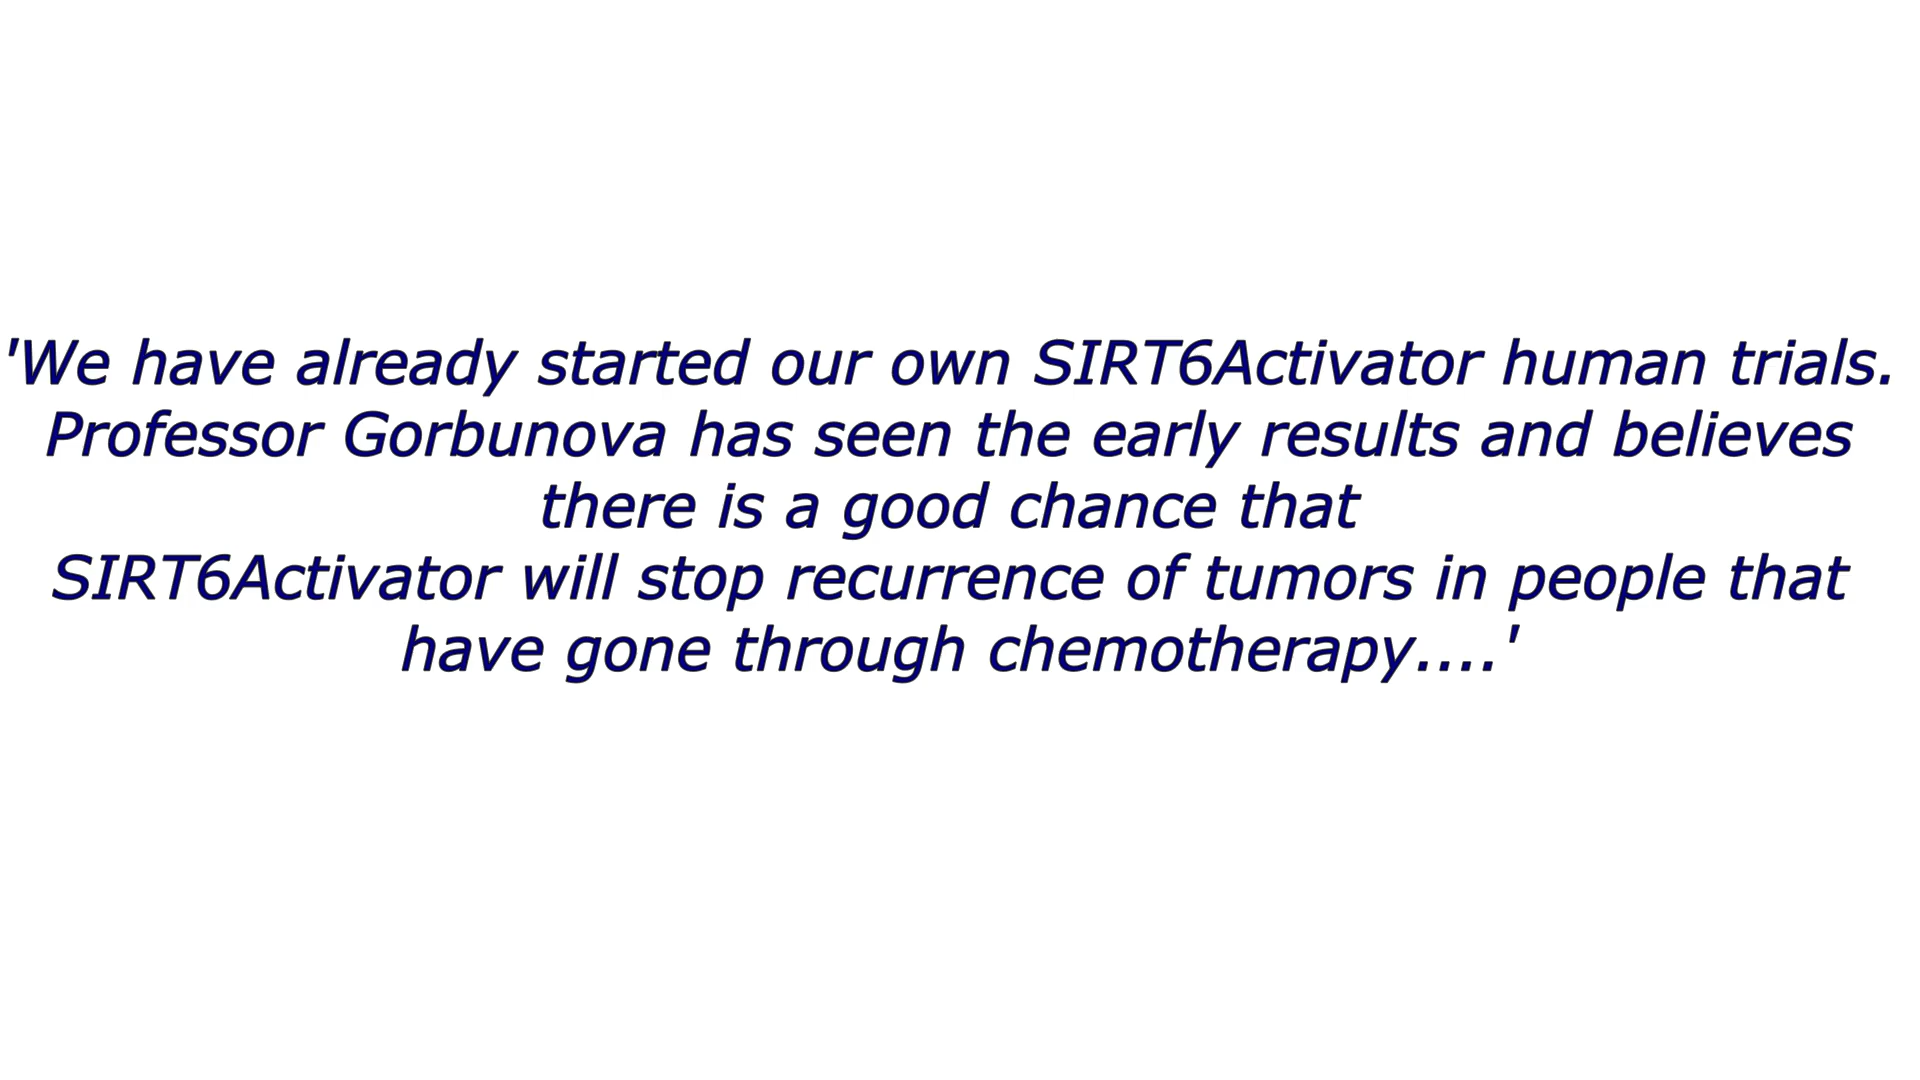 'We have already started our own SIRT6Activator human trials.
Professor Gorbunova has seen the early results and believes
there is a good chance that
SIRT6Activator will stop recurrence of tumors in people that
have gone through chemotherapy....'